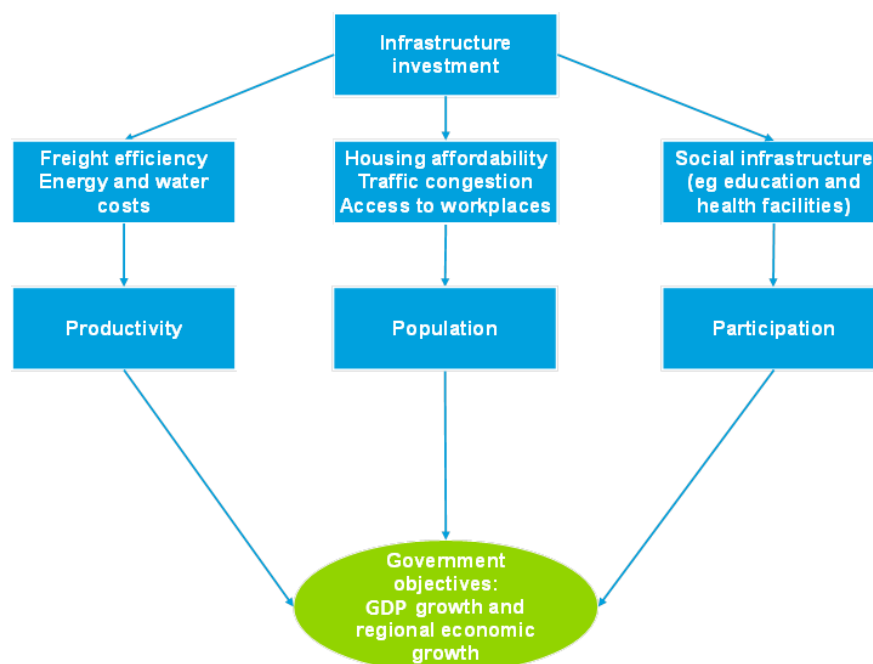 Infrastructure
investment
Freight efficiency
Energy and water
costs
Housing affordability
Traffic congestion
Access to workplaces
Social infrastructure
(eg education and
health facilities)
Productivity
Population
Participation
Government
objectives:
GDP growth and
regional economic
growth